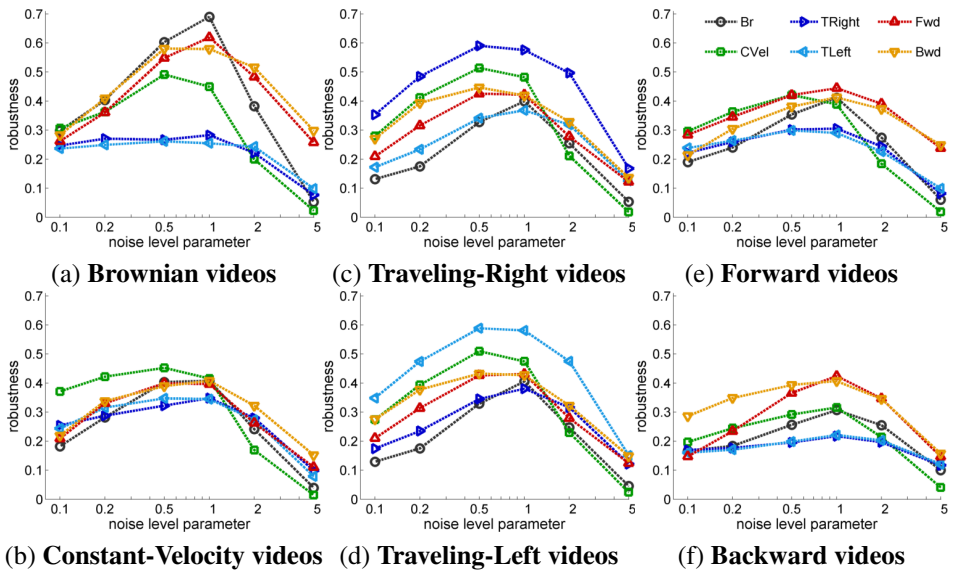 0.7
0.6
0.5
0.4
0.3
0.2
0.1
0
robustness
0.1 0.2 0.5 1 2 5
noise level parameter
(a) Brownian videos
0.7
0.6
0.5
0.4
0.3
0.2
0.1
0
robustness
0.1 0.2 0.5 1 2 5
noise level parameter
(c) Traveling-Right videos
0.7
0.6
0.5
0.4
0.3
0.2
0.1
0
robustness
Br TRight Fwd
CVel TLeft Bwd
0.1 0.2 0.5 1 2 5
noise level parameter
(e) Forward videos
0.7
0.6
0.5
0.4
0.3
0.2
0.1
0
robustness
0.1 0.2 0.5 1 2 5
noise level parameter
(b) Constant-Velocity videos
0.7
0.6
0.5
0.4
0.3
0.2
0.1
0
robustness
0.1 0.2 0.5 1 2 5
noise level parameter
(d) Traveling-Left videos
0.7
0.6
0.5
0.4
0.3
0.2
0.1
0
robustness
0.1 0.2 0.5 1 2 5
noise level parameter
(f) Backward videos